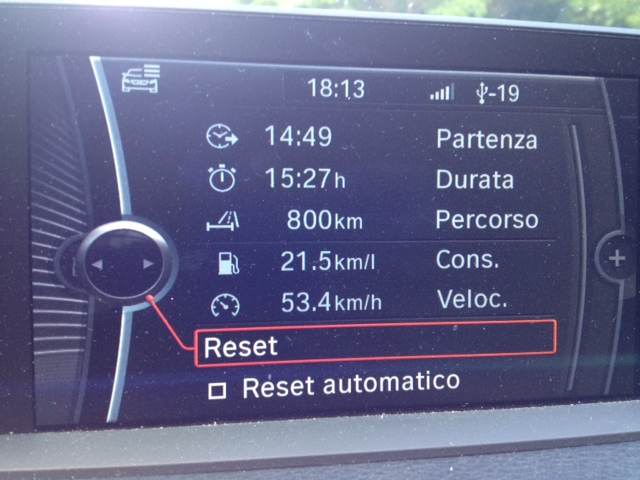 18:13 -19
14:49 Partenza
15:27h Durata
800km Percorso
21.5km/l Cons.
53.4km/h Veloc.
Reset
Reset automatico